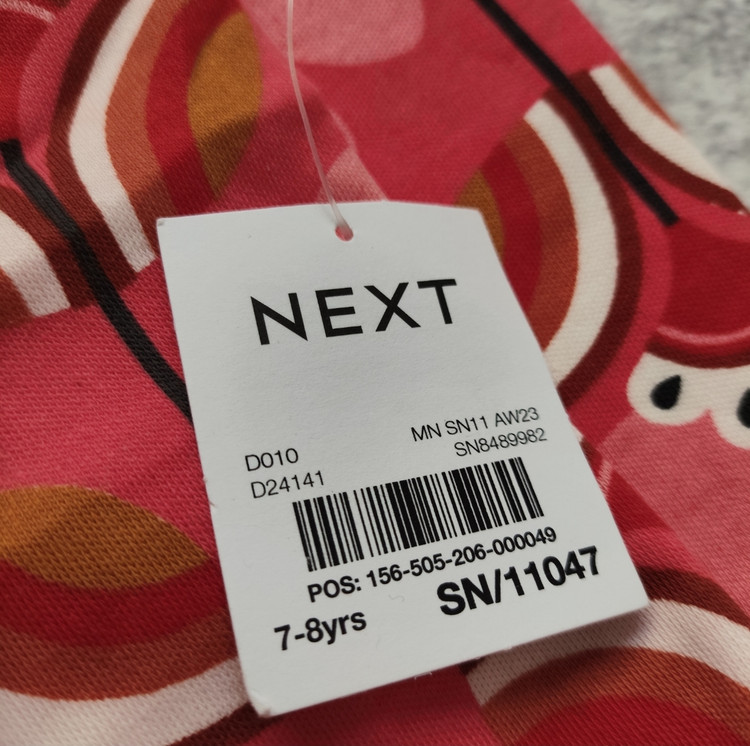 NEXT
D010
MN SN11 AW23
D24141
SN8489982
POS: 156-505-206-000049
7-8yrs
SN/11047